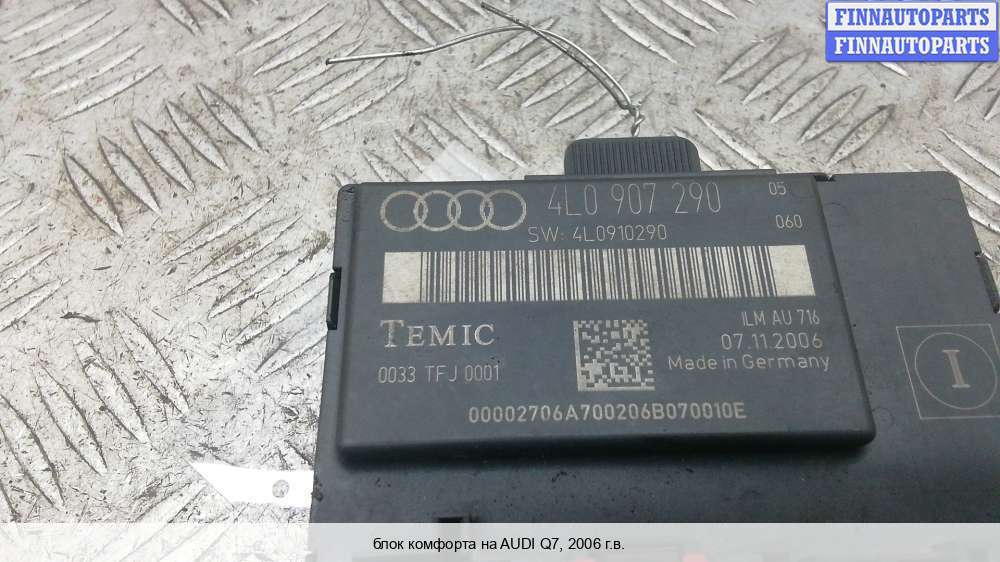 FINNAUTOPARTS
FINNAUTOPARTS
4L0 907 290 05
SW: 4L0910290 060
TEMIC
ILM AU 716
07.11.2006
0033 TFJ 0001
Made in Germany
I
00002706A700206B070010E
блок комфорта на AUDI Q7, 2006 г.в.